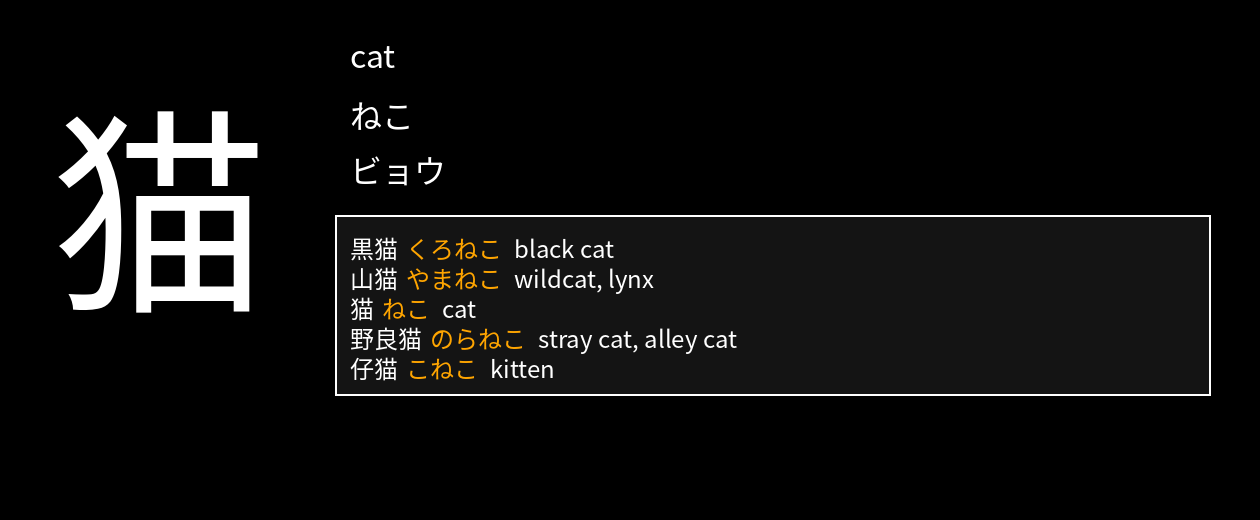 猫
cat
ねこ
ビョウ
黒猫 くろねこ black cat
山猫 やまねこ wildcat, lynx
猫 ねこ cat
野良猫 のらねこ stray cat, alley cat
仔猫 こねこ kitten